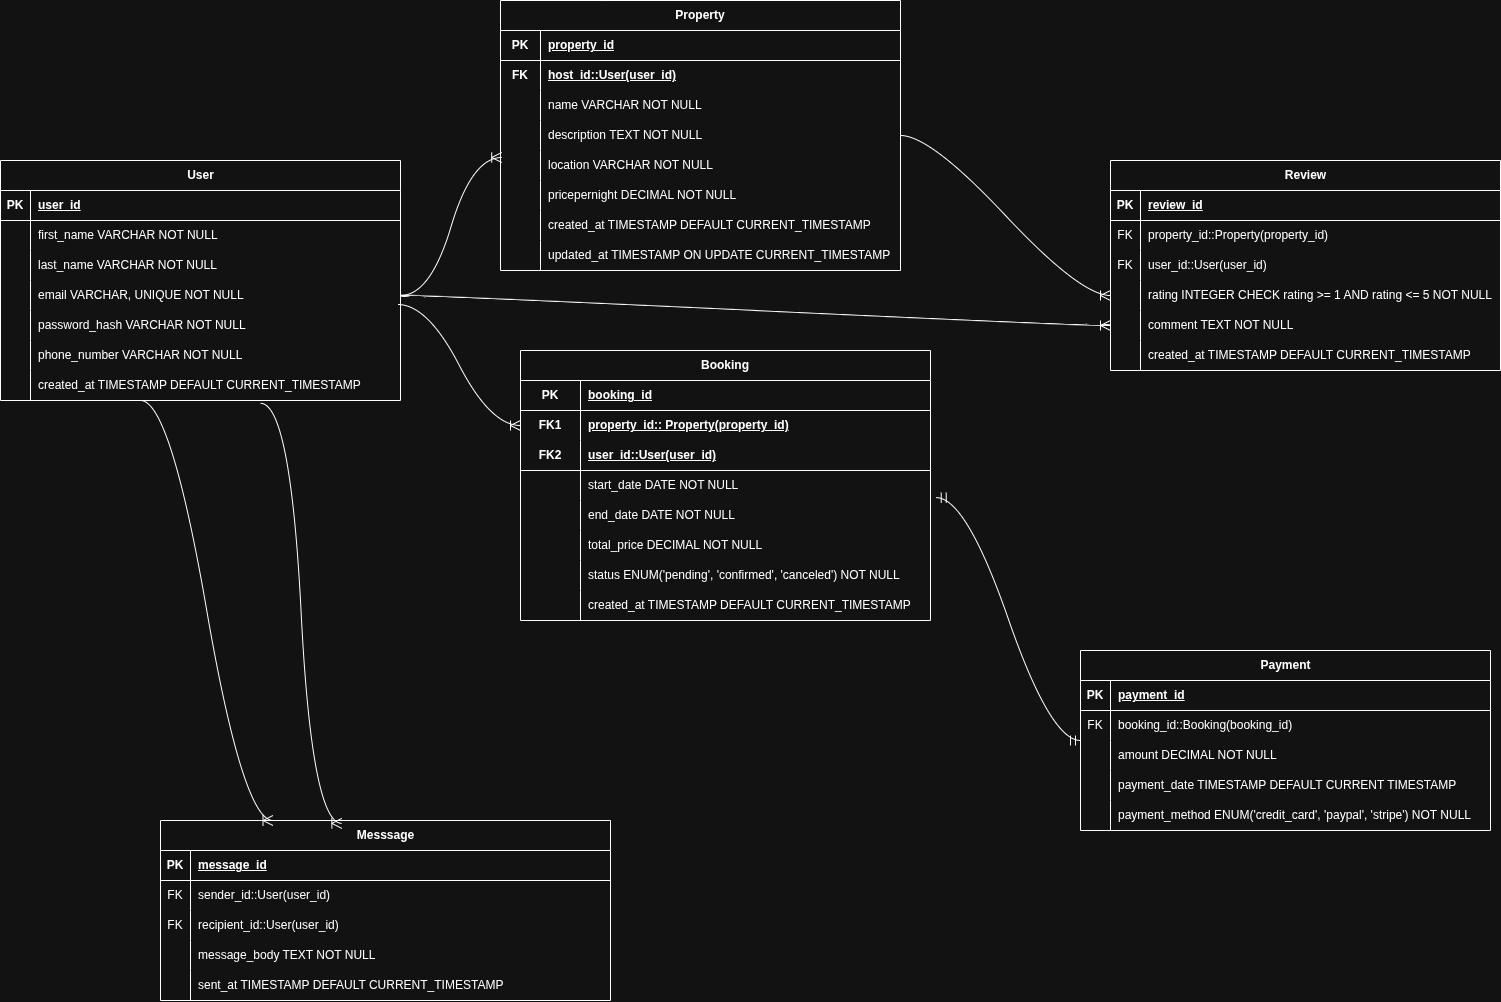 Property
PK property_id
FK host_id::User(user_id)
name VARCHAR NOT NULL
description TEXT NOT NULL
location VARCHAR NOT NULL
pricepernight DECIMAL NOT NULL
created_at TIMESTAMP DEFAULT CURRENT_TIMESTAMP
updated_at TIMESTAMP ON UPDATE CURRENT_TIMESTAMP
User
PK user_id
first_name VARCHAR NOT NULL
last_name VARCHAR NOT NULL
email VARCHAR, UNIQUE NOT NULL
password_hash VARCHAR NOT NULL
phone_number VARCHAR NOT NULL
created_at TIMESTAMP DEFAULT CURRENT_TIMESTAMP
Review
PK review_id
FK property_id::Property(property_id)
FK user_id::User(user_id)
rating INTEGER CHECK rating >= 1 AND rating <= 5 NOT NULL
comment TEXT NOT NULL
created_at TIMESTAMP DEFAULT CURRENT_TIMESTAMP
Booking
PK booking_id
FK1 property_id:: Property(property_id)
FK2 user_id::User(user_id)
start_date DATE NOT NULL
end_date DATE NOT NULL
total_price DECIMAL NOT NULL
status ENUM('pending', 'confirmed', 'canceled') NOT NULL
created_at TIMESTAMP DEFAULT CURRENT_TIMESTAMP
Payment
PK payment_id
FK booking_id::Booking(booking_id)
amount DECIMAL NOT NULL
payment_date TIMESTAMP DEFAULT CURRENT TIMESTAMP
payment_method ENUM('credit_card', 'paypal', 'stripe') NOT NULL
Messsage
PK message_id
FK sender_id::User(user_id)
FK recipient_id::User(user_id)
message_body TEXT NOT NULL
sent_at TIMESTAMP DEFAULT CURRENT_TIMESTAMP